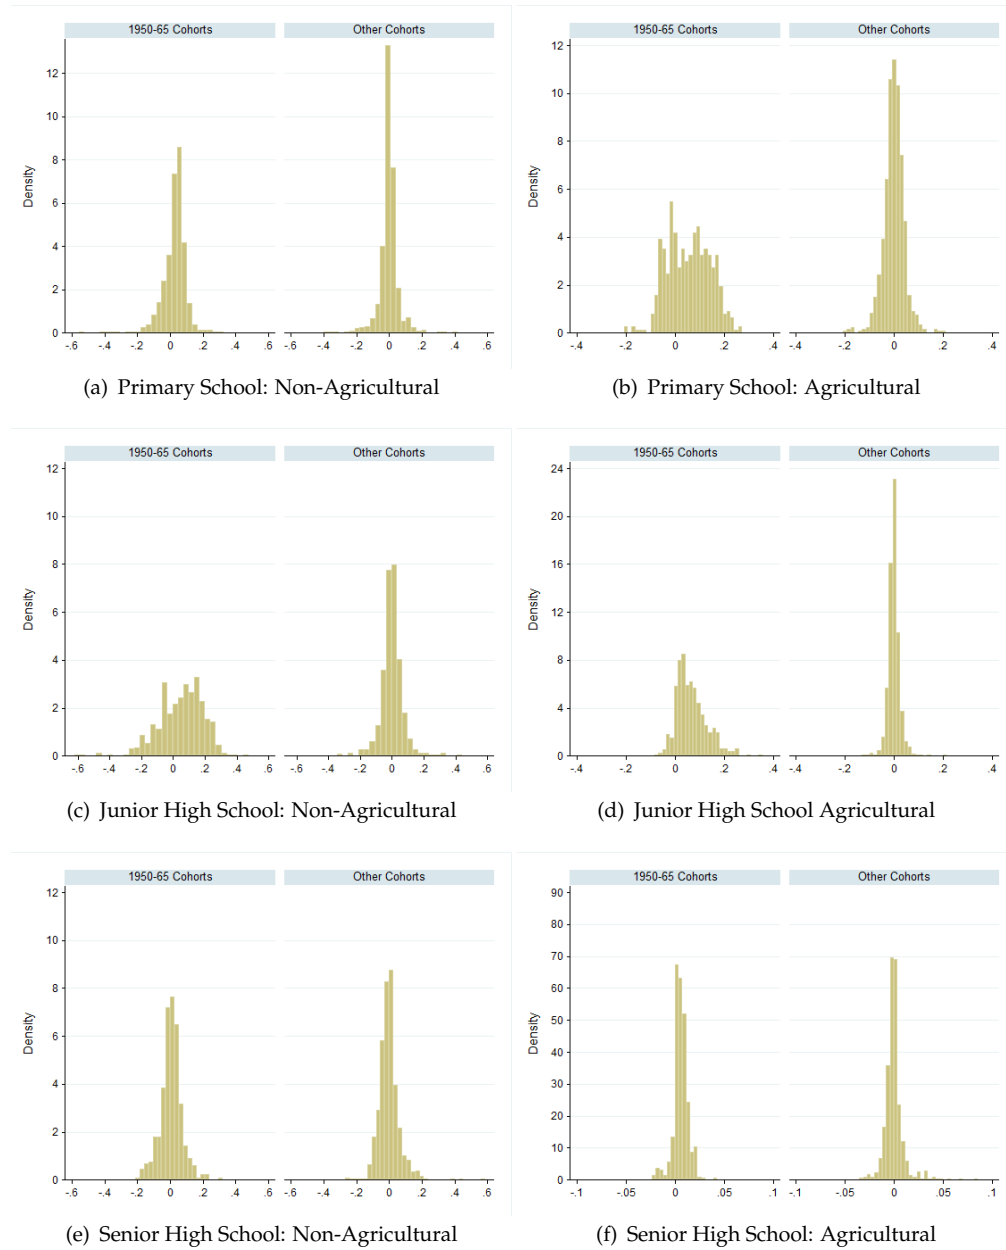 1950-65 Cohorts Other Cohorts
Density
12
10
8
6
4
2
0
-.6 -.4 -.2 0 .2 .4 .6 -.6 -.4 -.2 0 .2 .4 .6
(a) Primary School: Non-Agricultural
1950-65 Cohorts Other Cohorts
Density
12
10
8
6
4
2
0
-.4 -.2 0 .2 .4 -.4 -.2 0 .2 .4
(b) Primary School: Agricultural
1950-65 Cohorts Other Cohorts
Density
12
10
8
6
4
2
0
-.6 -.4 -.2 0 .2 .4 .6 -.6 -.4 -.2 0 .2 .4 .6
(c) Junior High School: Non-Agricultural
1950-65 Cohorts Other Cohorts
Density
24
20
16
12
8
4
0
-.4 -.2 0 .2 .4 -.4 -.2 0 .2 .4
(d) Junior High School Agricultural
1950-65 Cohorts Other Cohorts
Density
12
10
8
6
4
2
0
-.6 -.4 -.2 0 .2 .4 .6 -.6 -.4 -.2 0 .2 .4 .6
(e) Senior High School: Non-Agricultural
1950-65 Cohorts Other Cohorts
Density
90
80
70
60
50
40
30
20
10
0
-.1 -.05 0 .05 .1 -.1 -.05 0 .05 .1
(f) Senior High School: Agricultural